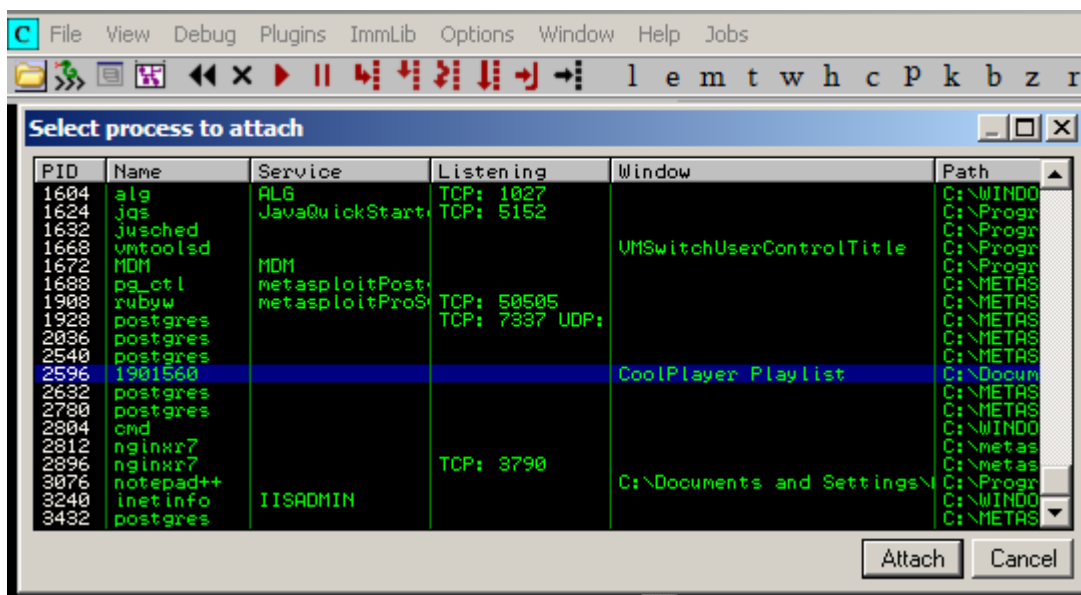 C File View Debug Plugins ImmLib Options Window Help Jobs
l e m t w h c P k b z r
Select process to attach
PID Name Service Listening Window Path
1604 alg ALG TCP: 1027 C:\WINDO
1624 jqs JavaQuickStart TCP: 5152 C:\Progr
1632 jusched C:\Progr
1668 vmtoolsd VMSwitchUserControlTitle C:\Progr
1672 MDM MDM C:\Progr
1688 pg_ctl metasploitPost C:\METAS
1908 rubyw metasploitProS TCP: 50505 C:\METAS
1928 postgres TCP: 7337 UDP: C:\METAS
2036 postgres C:\METAS
2540 postgres C:\METAS
2596 1901560 CoolPlayer Playlist C:\Docum
2632 postgres C:\METAS
2780 postgres C:\METAS
2804 cmd C:\WINDO
2812 nginxr7 C:\metas
2896 nginxr7 TCP: 3790 C:\metas
3076 notepad++ C:\Documents and Settings\ C:\Progr
3240 inetinfo IISADMIN C:\WINDO
3432 postgres C:\METAS
Attach Cancel